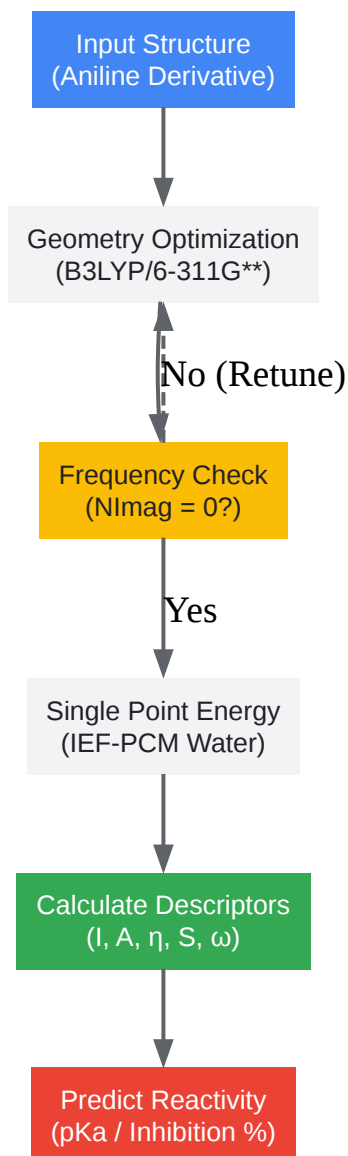 Input Structure
(Aniline Derivative)
Geometry Optimization
(B3LYP/6-311G**)
No (Retune)
Frequency Check
(NImag = 0?)
Yes
Single Point Energy
(IEF-PCM Water)
Calculate Descriptors
(I, A, η, S, ω)
Predict Reactivity
(pKa / Inhibition %)